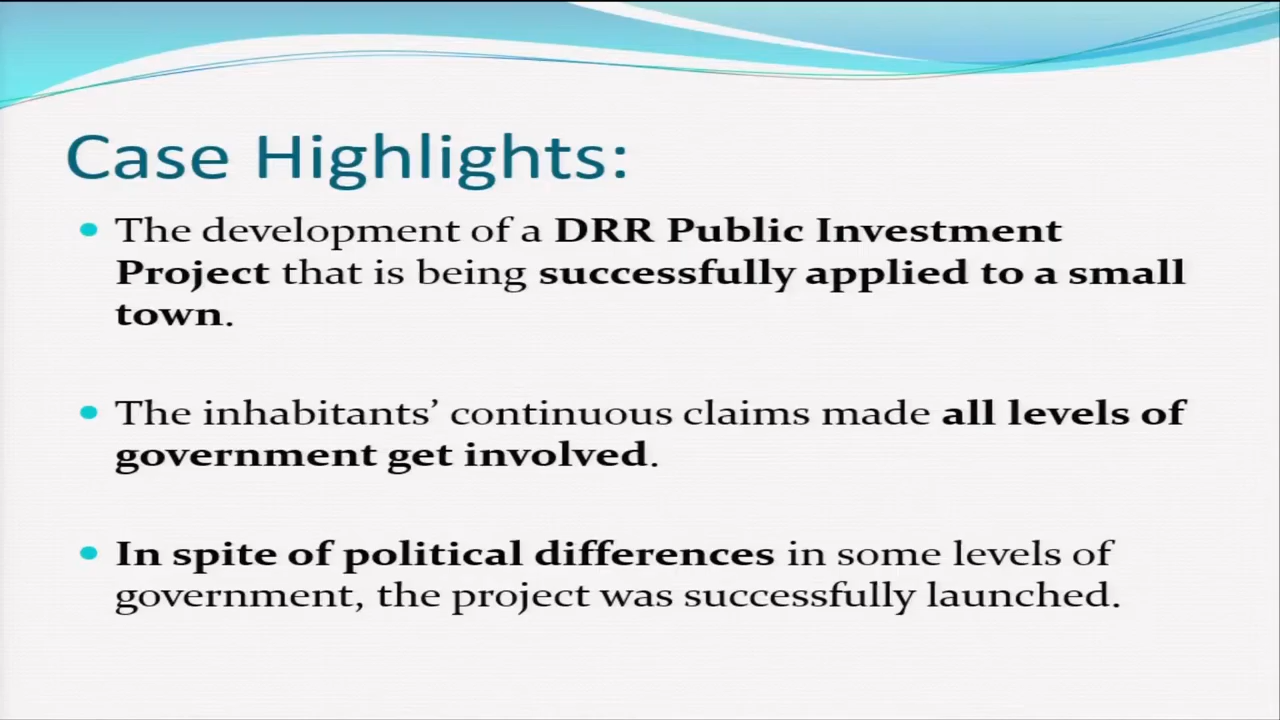 Case Highlights:
• The development of a DRR Public Investment
Project that is being successfully applied to a small
town.
• The inhabitants’ continuous claims made all levels of
government get involved.
• In spite of political differences in some levels of
government, the project was successfully launched.